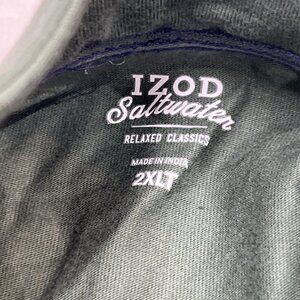 IZOD
Saltwater
RELAXED CLASSICS
MADE IN INDIA
2XLT